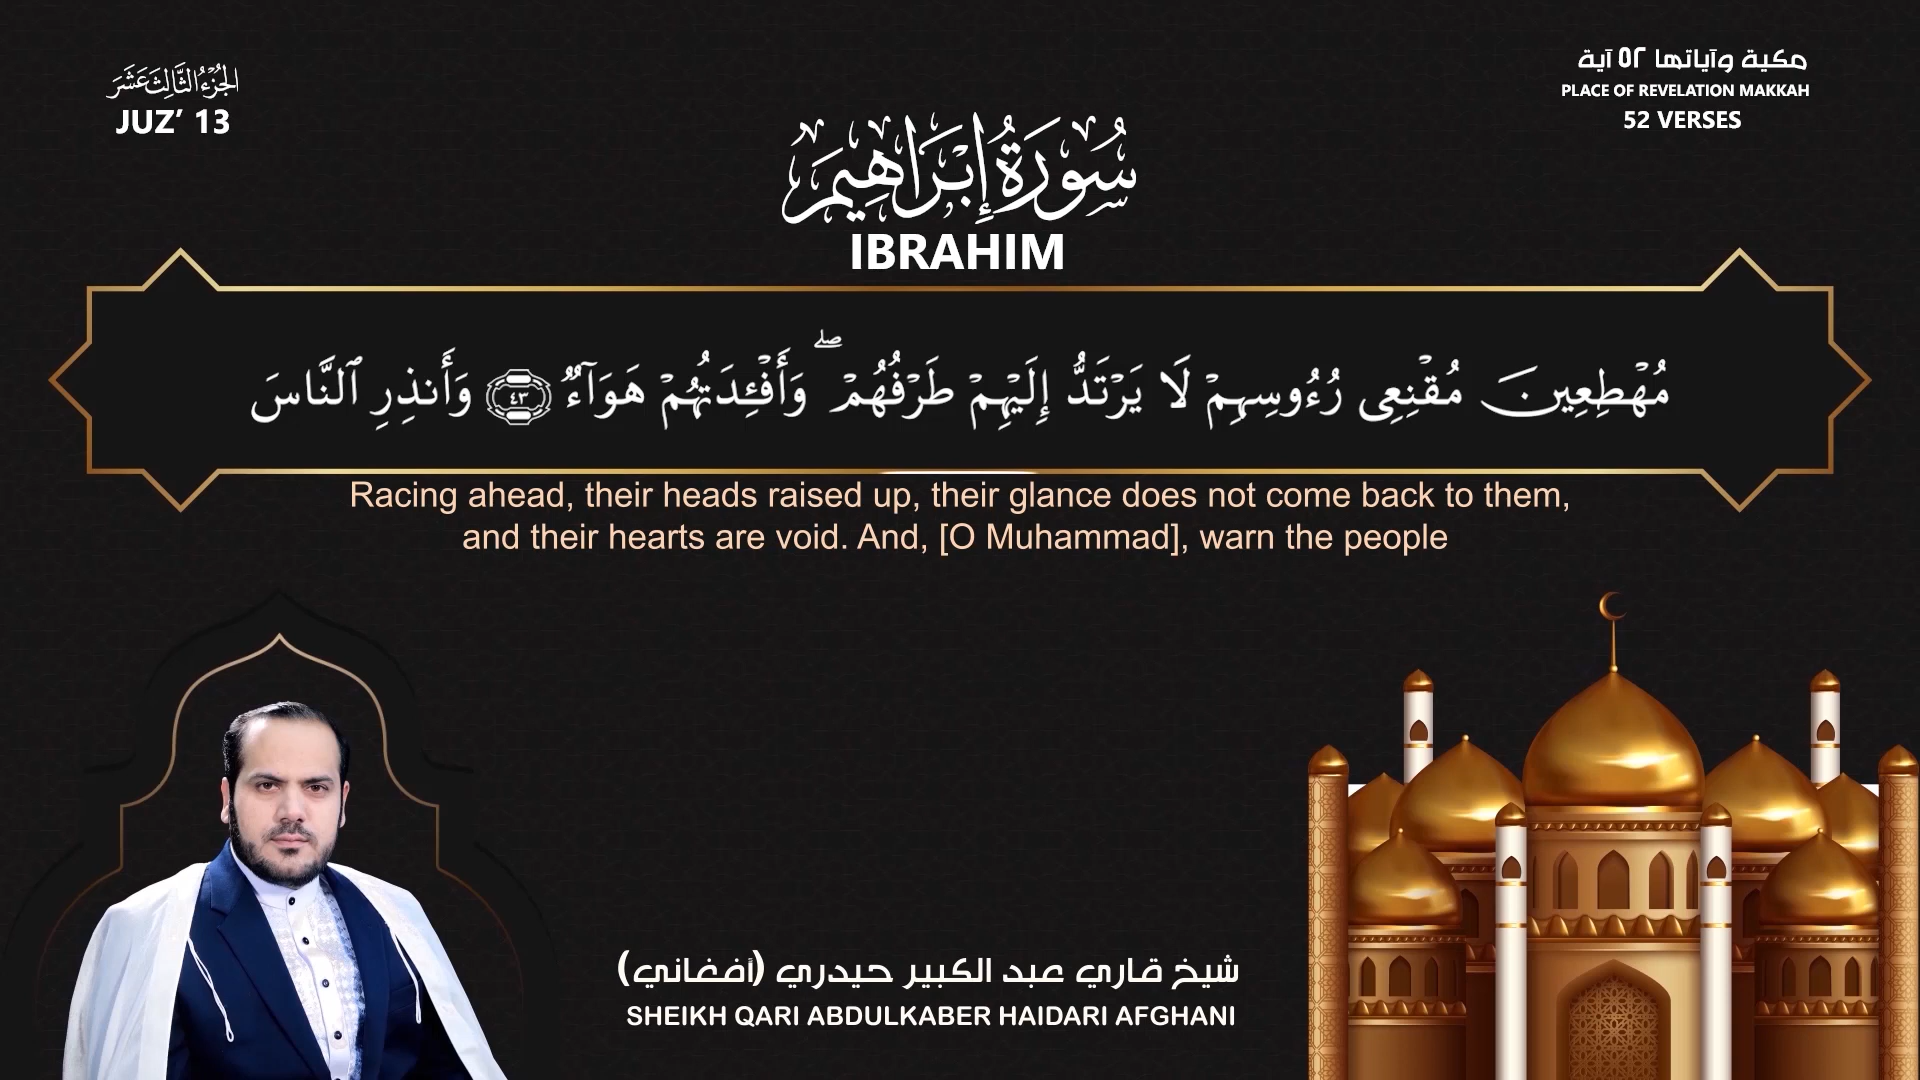 الجُزْءُ الثَّالِثَ عَشَرَ
JUZ’ 13
مكية وآياتها ٥٢ آية
PLACE OF REVELATION MAKKAH
52 VERSES
سُورَةُ إِبْرَاهِيمَ
IBRAHIM
مُهْطِعِينَ مُقْنِعِى رُءُوسِهِمْ لَا يَرْتَدُّ إِلَيْهِمْ طَرْفُهُمْ ۖ وَأَفْـِٔدَتُهُمْ هَوَآءٌ ٤٣ وَأَنذِرِ ٱلنَّاسَ
Racing ahead, their heads raised up, their glance does not come back to them,
and their hearts are void. And, [O Muhammad], warn the people
شيخ قاري عبد الكبير حيدري (أفغاني)
SHEIKH QARI ABDULKABER HAIDARI AFGHANI